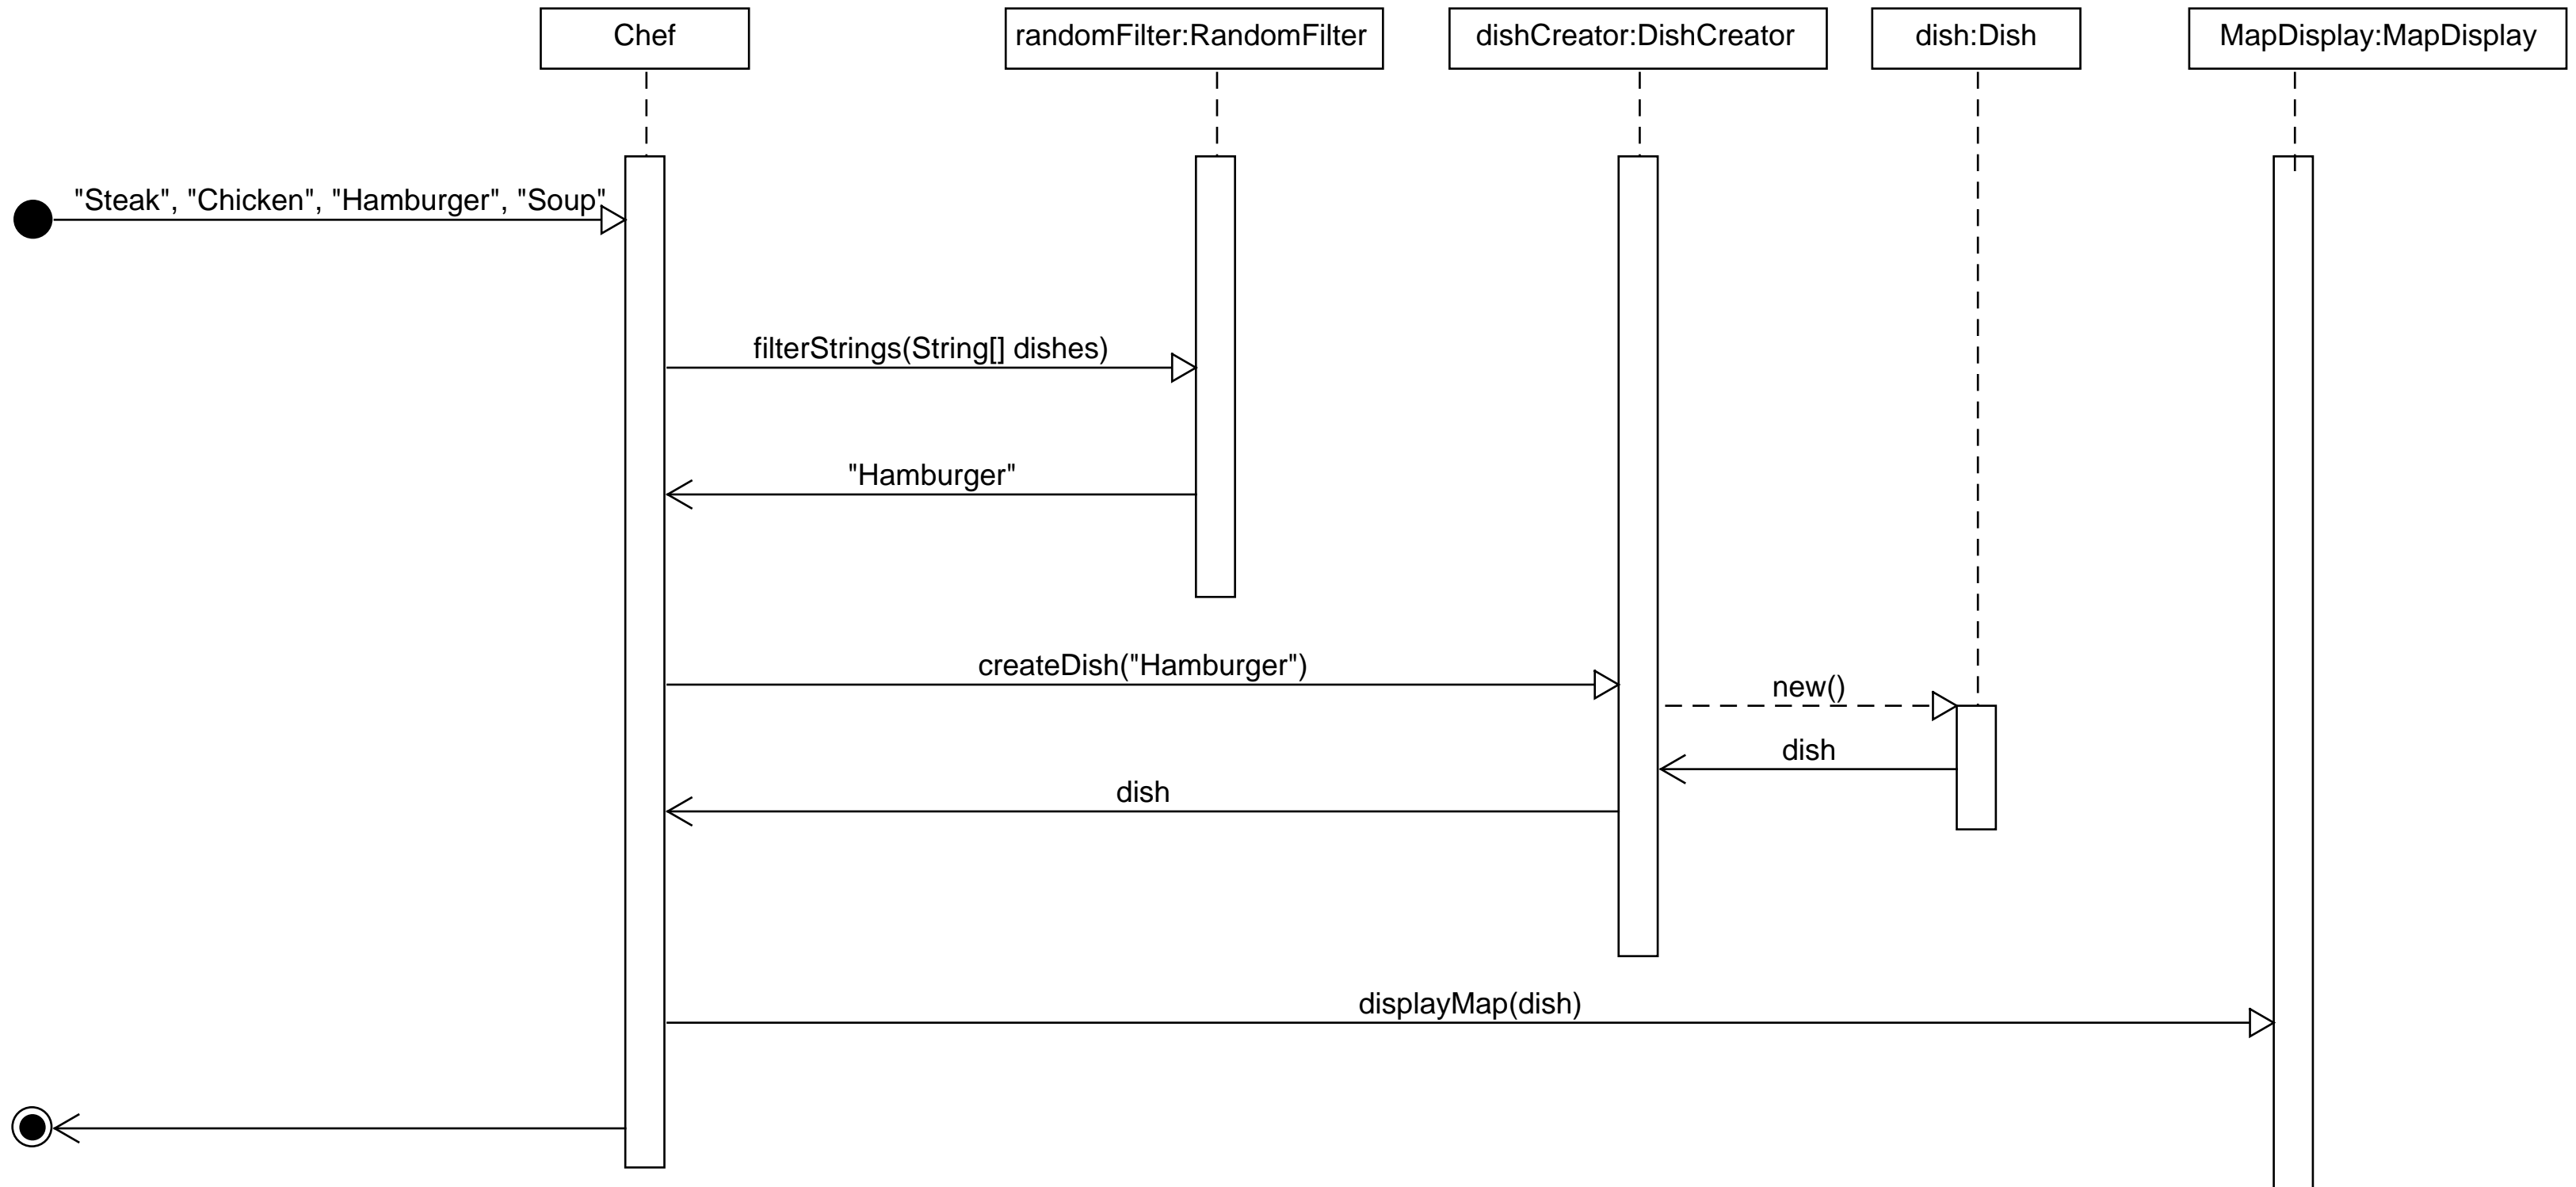 Chef
randomFilter:RandomFilter
dishCreator:DishCreator
dish:Dish
MapDisplay:MapDisplay
"Steak", "Chicken", "Hamburger", "Soup"
filterStrings(String[] dishes)
"Hamburger"
createDish("Hamburger")
new()
dish
dish
displayMap(dish)